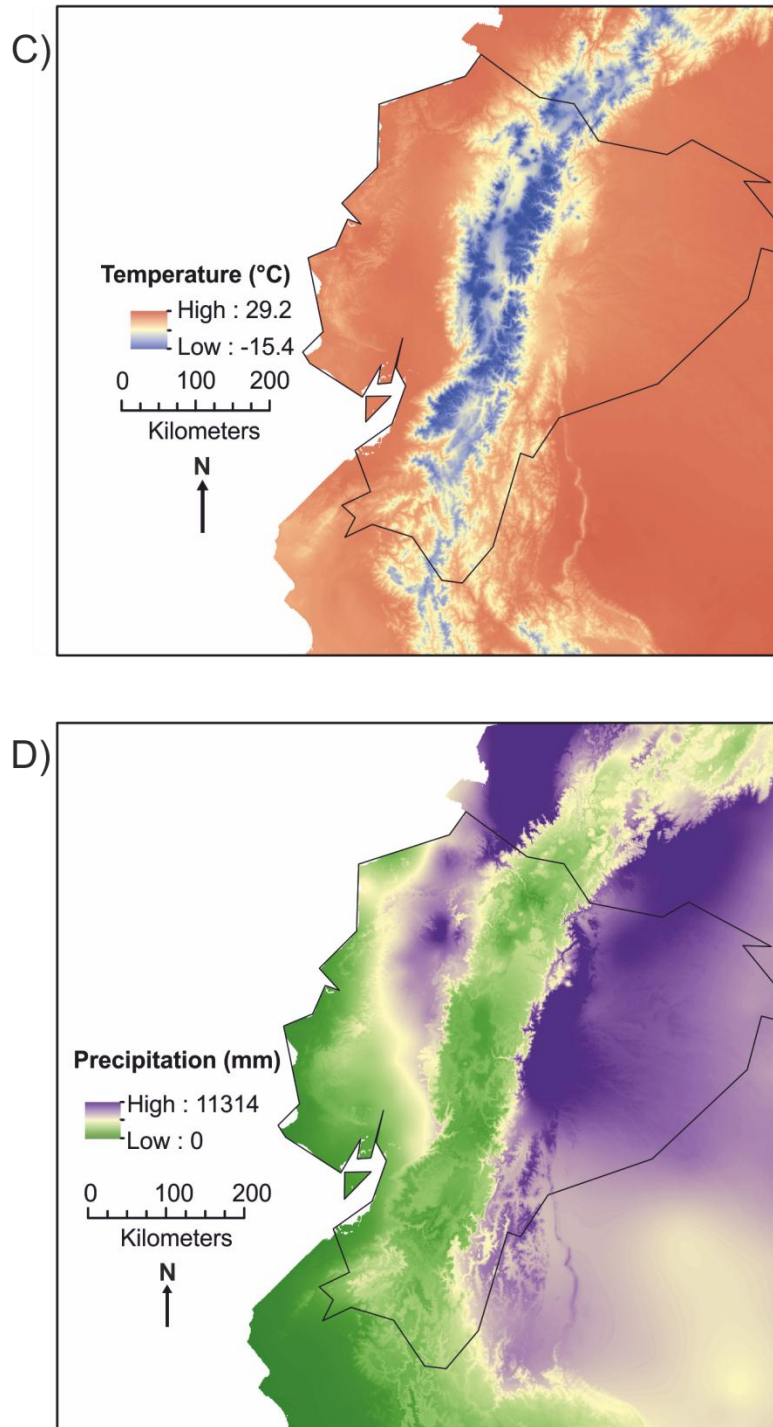 C)
Temperature (°C)
High : 29.2
Low : -15.4
0 100 200
Kilometers
N
D)
Precipitation (mm)
High : 11314
Low : 0
0 100 200
Kilometers
N